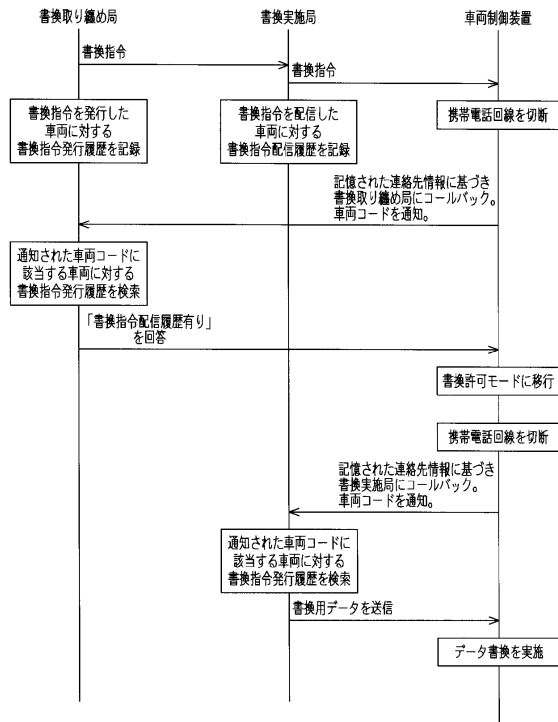 書換取り纏め局
書換実施局
車両制御装置
書換指令
書換指令
書換指令を発行した
車両に対する
書換指令発行履歴を記録
書換指令を配信した
車両に対する
書換指令配信履歴を記録
携帯電話回線を切断
記憶された連絡先情報に基づき
書換取り纏め局にコールバック。
車両コードを通知。
通知された車両コードに
該当する車両に対する
書換指令発行履歴を検索
「書換指令配信履歴有り」
を回答
書換許可モードに移行
携帯電話回線を切断
記憶された連絡先情報に基づき
書換実施局にコールバック。
車両コードを通知。
通知された車両コードに
該当する車両に対する
書換指令発行履歴を検索
書換用データを送信
データ書換を実施